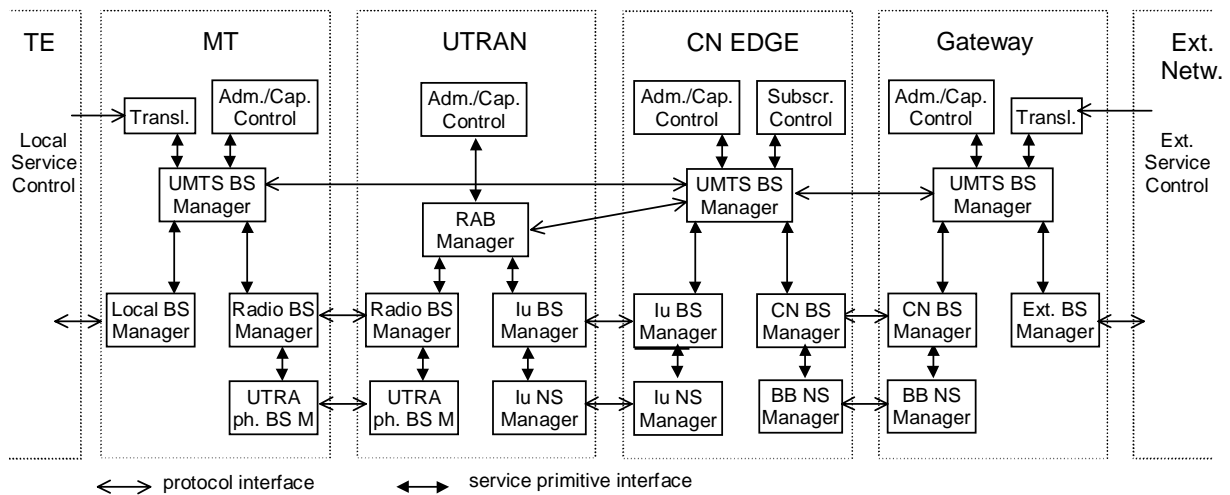 TE
MT
UTRAN
CN EDGE
Gateway
Ext.
Netw.
Transl.
Adm./Cap.
Control
Adm./Cap.
Control
Adm./Cap.
Control
Subscr.
Control
Adm./Cap.
Control
Transl.
Local
Service
Control
Ext.
Service
Control
UMTS BS
Manager
RAB
Manager
UMTS BS
Manager
UMTS BS
Manager
Local BS
Manager
Radio BS
Manager
Radio BS
Manager
Iu BS
Manager
Iu BS
Manager
CN BS
Manager
CN BS
Manager
Ext. BS
Manager
UTRA
ph. BS M
UTRA
ph. BS M
Iu NS
Manager
Iu NS
Manager
BB NS
Manager
BB NS
Manager
protocol interface
service primitive interface